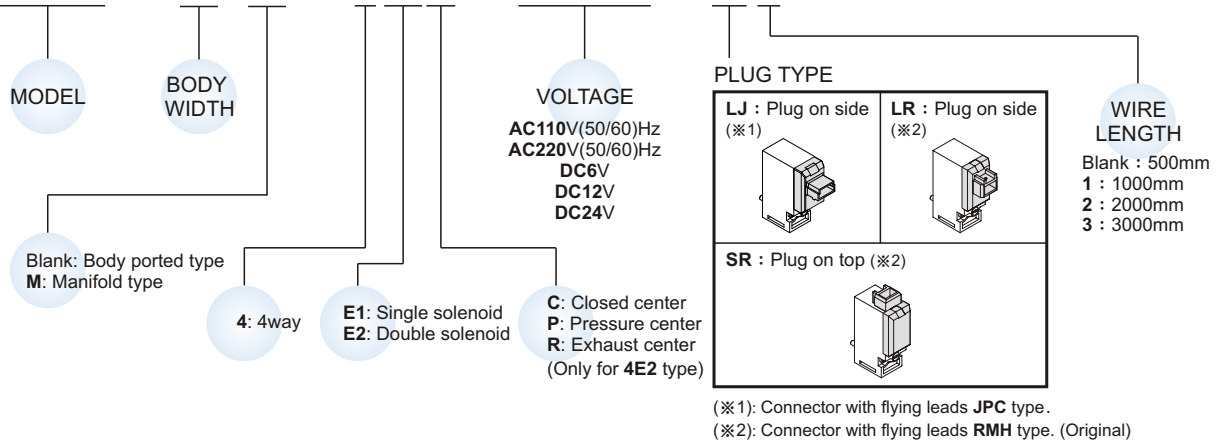 MODEL
BODY
WIDTH
VOLTAGE
AC110V(50/60)Hz
AC220V(50/60)Hz
DC6V
DC12V
DC24V
PLUG TYPE
LJ : Plug on side
(※1)
LR : Plug on side
(※2)
SR : Plug on top (※2)
WIRE
LENGTH
Blank : 500mm
1 : 1000mm
2 : 2000mm
3 : 3000mm
Blank: Body ported type
M: Manifold type
4: 4way
E1: Single solenoid
E2: Double solenoid
C: Closed center
P: Pressure center
R: Exhaust center
(Only for 4E2 type)
(※1): Connector with flying leads JPC type.
(※2): Connector with flying leads RMH type. (Original)